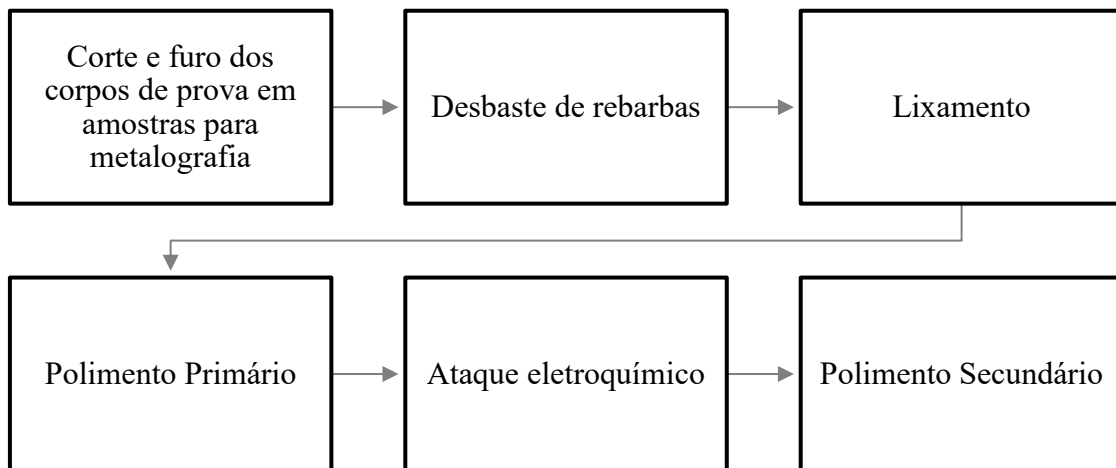 Corte e furo dos
corpos de prova em
amostras para
metalografia
Desbaste de rebarbas
Lixamento
Polimento Primário
Ataque eletroquímico
Polimento Secundário